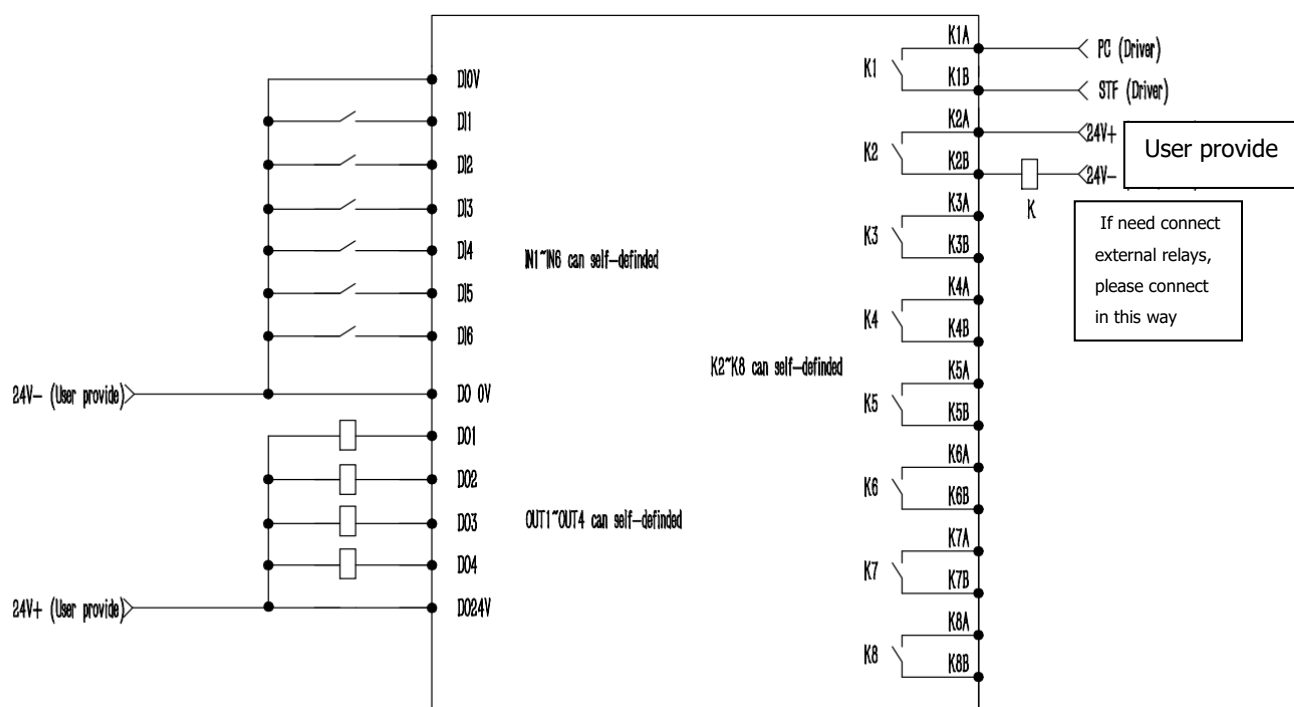 DI0V
DI1
DI2
DI3
DI4
DI5
DI6
24V- (User provide)
DO 0V
DO1
DO2
DO3
DO4
24V+ (User provide)
DO24V
IN1~IN6 can self-definded
OUT1~OUT4 can self-definded
K2~K8 can self-definded
K1
K1A
K1B
PC (Driver)
STF (Driver)
K2
K2A
K2B
24V+
24V-
K
User provide
If need connect
external relays,
please connect
in this way
K3
K3A
K3B
K4
K4A
K4B
K5
K5A
K5B
K6
K6A
K6B
K7
K7A
K7B
K8
K8A
K8B